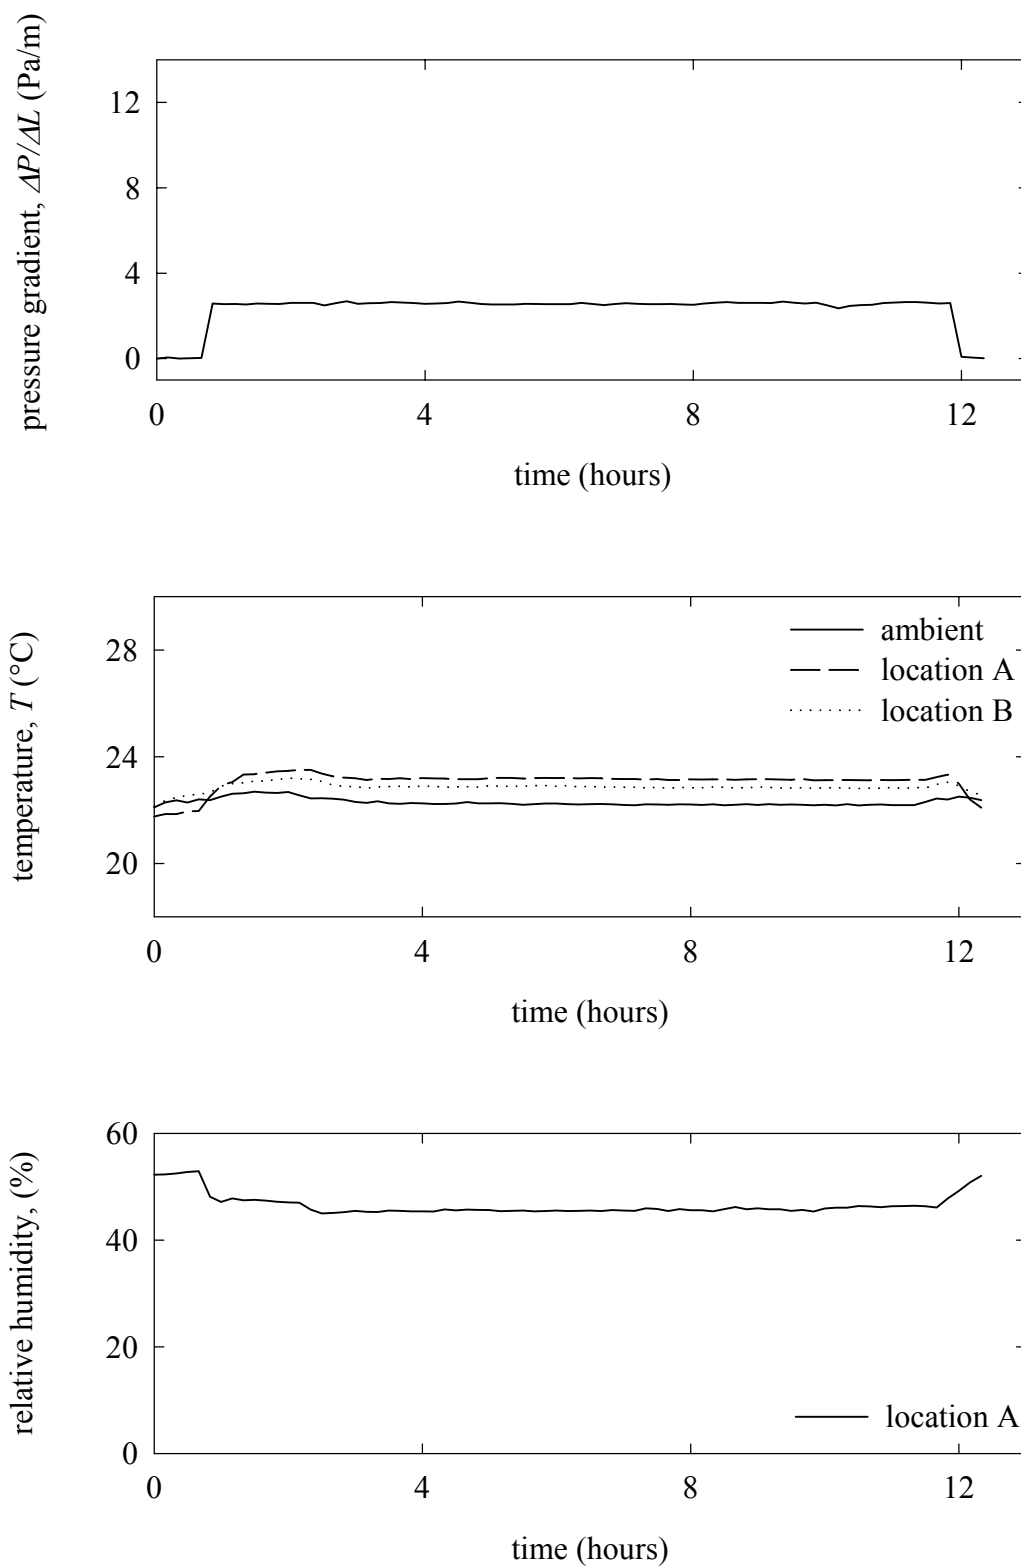 pressure gradient, ΔP/ΔL (Pa/m)
12
8
4
0
0 4 8 12
time (hours)
temperature, T (°C)
28
24
20
ambient
location A
location B
0 4 8 12
time (hours)
relative humidity, (%)
60
40
20
0
location A
0 4 8 12
time (hours)